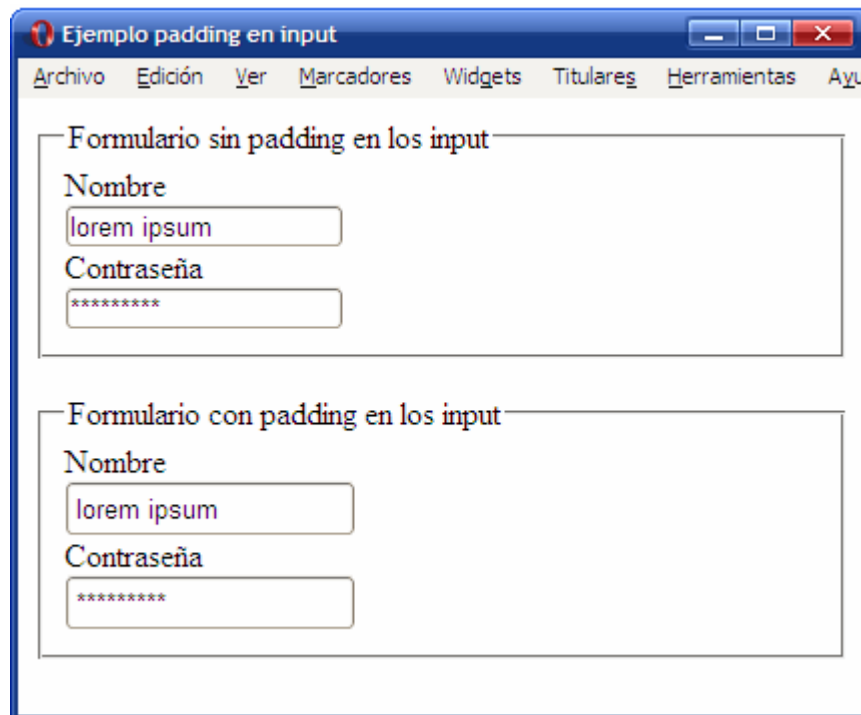 Ejemplo padding en input
Archivo Edición Ver Marcadores Widgets Titulares Herramientas Ayu
Formulario sin padding en los input
Nombre
lorem ipsum
Contraseña
*********
Formulario con padding en los input
Nombre
lorem ipsum
Contraseña
*********